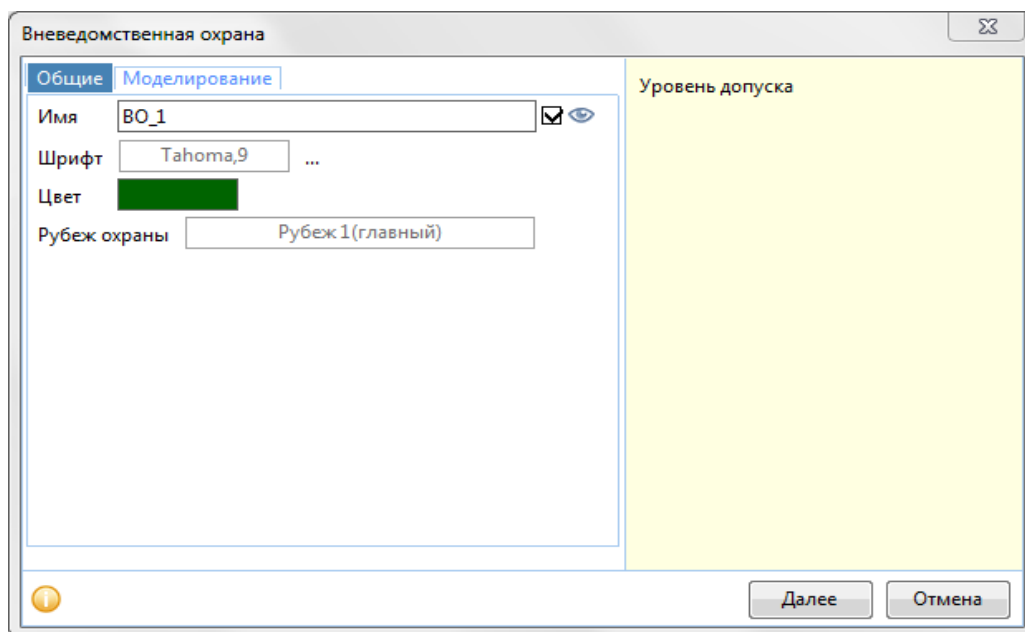 Вневедомственная охрана
Общие Моделирование
Имя ВО_1
Шрифт Tahoma,9 ...
Цвет
Рубеж охраны Рубеж 1(главный)
Уровень допуска
Далее Отмена